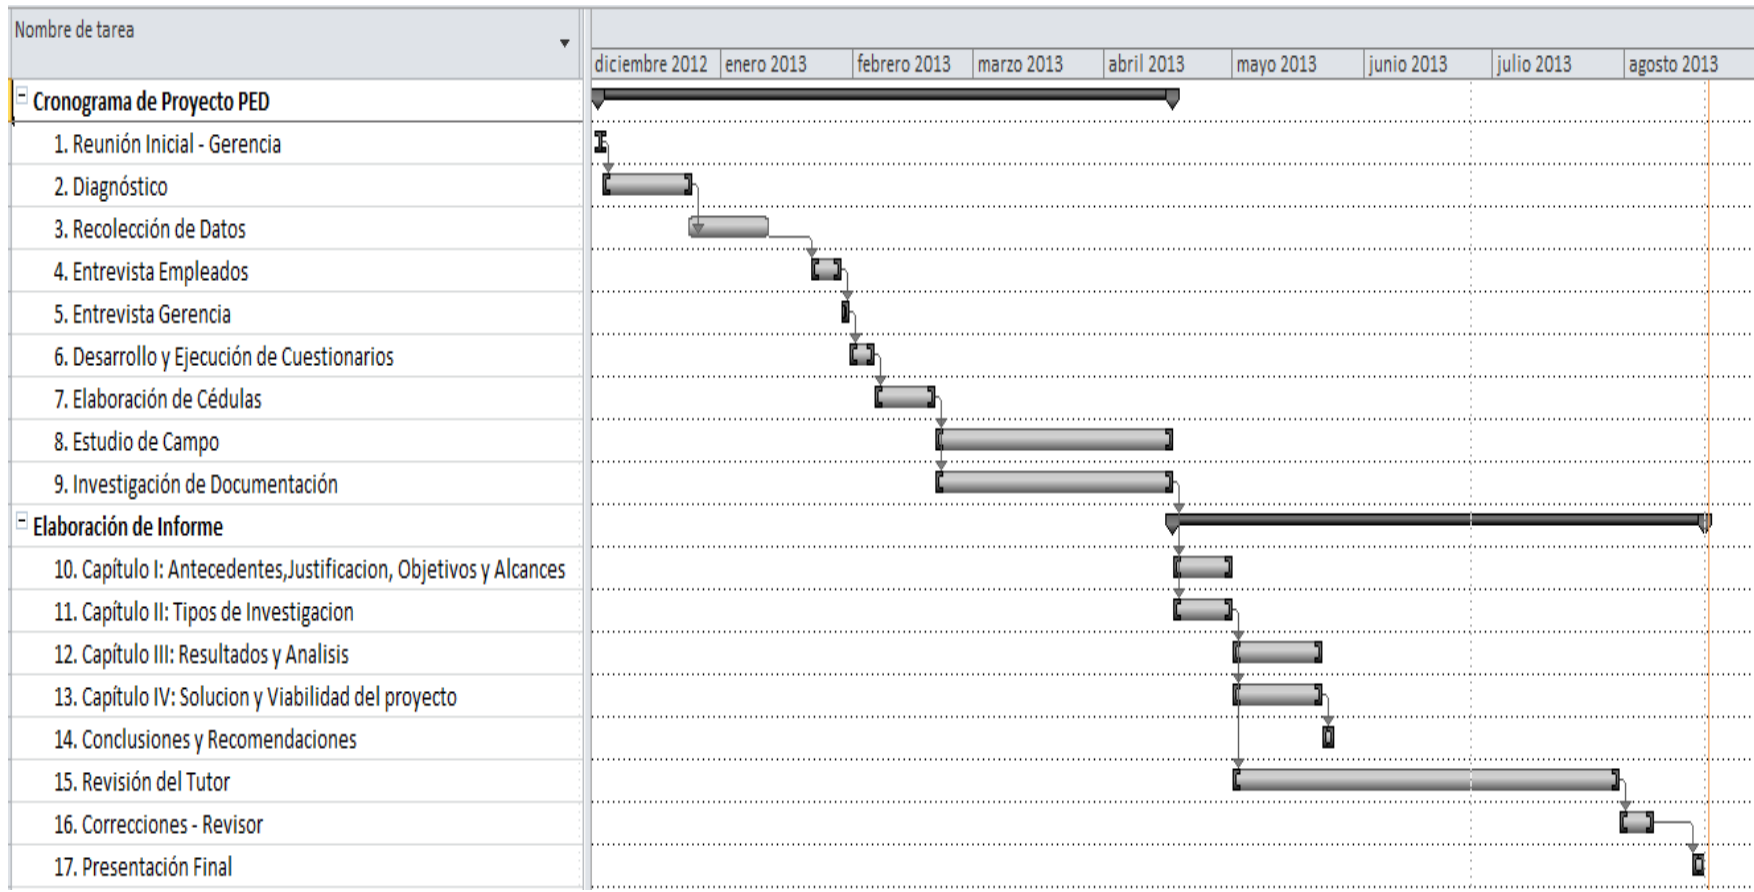 Nombre de tarea
diciembre 2012 enero 2013 febrero 2013 marzo 2013 abril 2013 mayo 2013 junio 2013 julio 2013 agosto 2013
Cronograma de Proyecto PED
1. Reunión Inicial - Gerencia
2. Diagnóstico
3. Recolección de Datos
4. Entrevista Empleados
5. Entrevista Gerencia
6. Desarrollo y Ejecución de Cuestionarios
7. Elaboración de Cédulas
8. Estudio de Campo
9. Investigación de Documentación
Elaboración de Informe
10. Capítulo I: Antecedentes,Justificacion, Objetivos y Alcances
11. Capítulo II: Tipos de Investigacion
12. Capítulo III: Resultados y Analisis
13. Capítulo IV: Solucion y Viabilidad del proyecto
14. Conclusiones y Recomendaciones
15. Revisión del Tutor
16. Correcciones - Revisor
17. Presentación Final